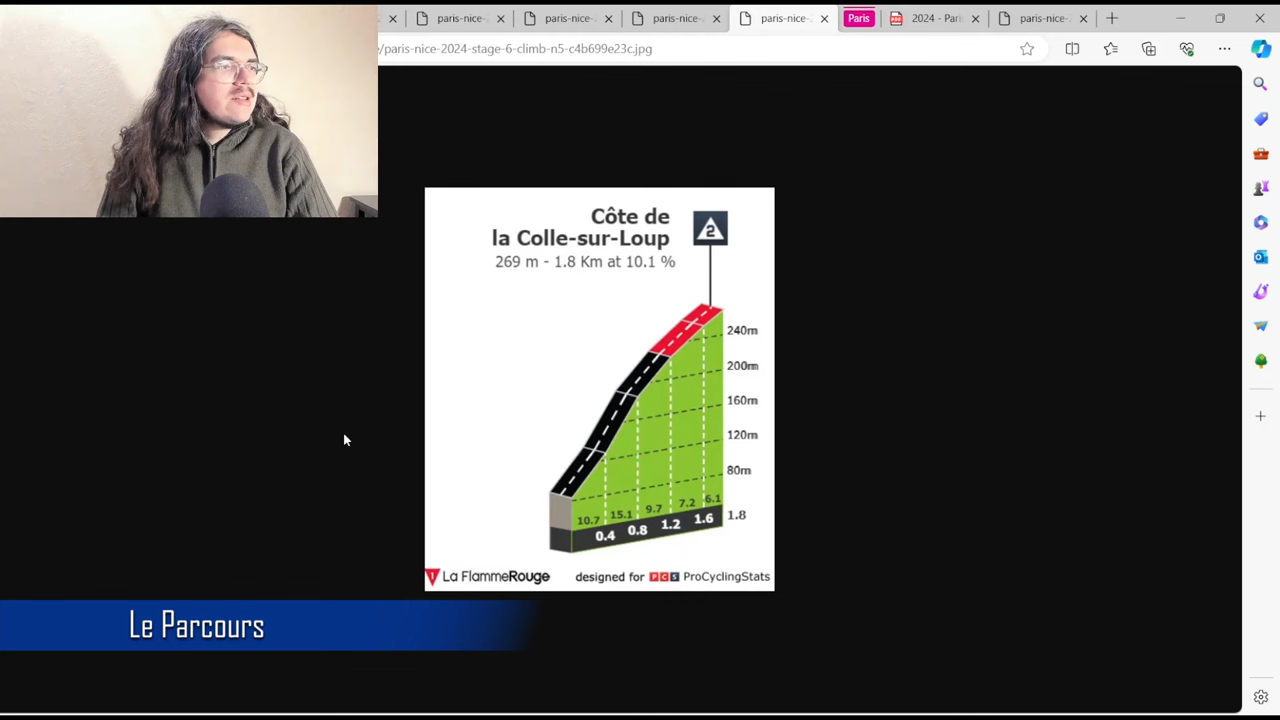 paris-nice-
paris-nice-
paris-nice-
paris-nice-
Paris
PDF
2024 - Pari
paris-nice-
/paris-nice-2024-stage-6-climb-n5-c4b699e23c.jpg
Côte de
la Colle-sur-Loup
2
269 m - 1.8 Km at 10.1 %
240m
200m
160m
120m
80m
10.7 15.1 9.7 7.2 6.1
0.4 0.8 1.2 1.6 1.8
La FlammeRouge
designed for PCS ProCyclingStats
Le Parcours